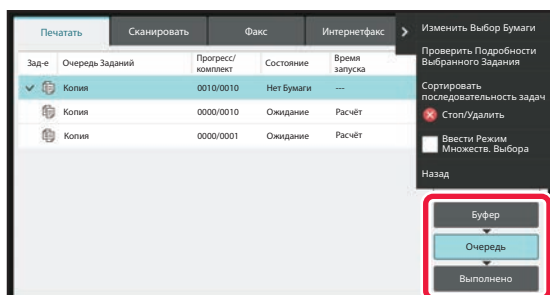 Печатать Сканировать Факс Интернетфакс
Зад-е Очередь Заданий Прогресс/комплект Состояние Время запуска
Копия 0010/0010 Нет Бумаги ---
Копия 0000/0010 Ожидание Расчёт
Копия 0000/0001 Ожидание Расчёт
Изменить Выбор Бумаги
Проверить Подробности
Выбранного Задания
Сортировать
последовательность задач
Стоп/Удалить
Ввести Режим
Множеств. Выбора
Назад
Буфер
Очередь
Выполнено